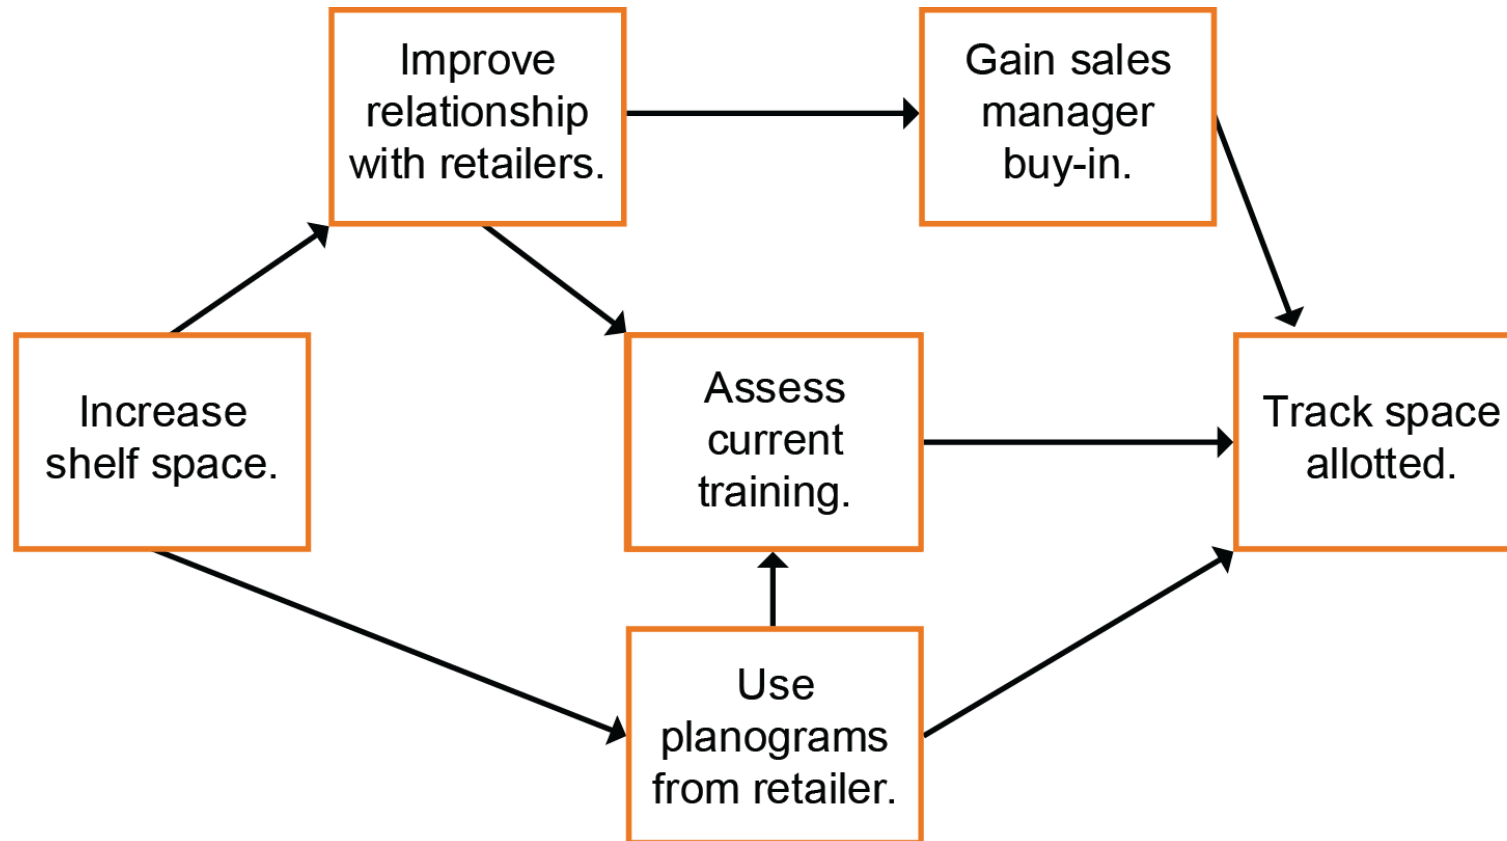 Improve
relationship
with retailers.
Gain sales
manager
buy-in.
Increase
shelf space.
Assess
current
training.
Track space
allotted.
Use
planograms
from retailer.